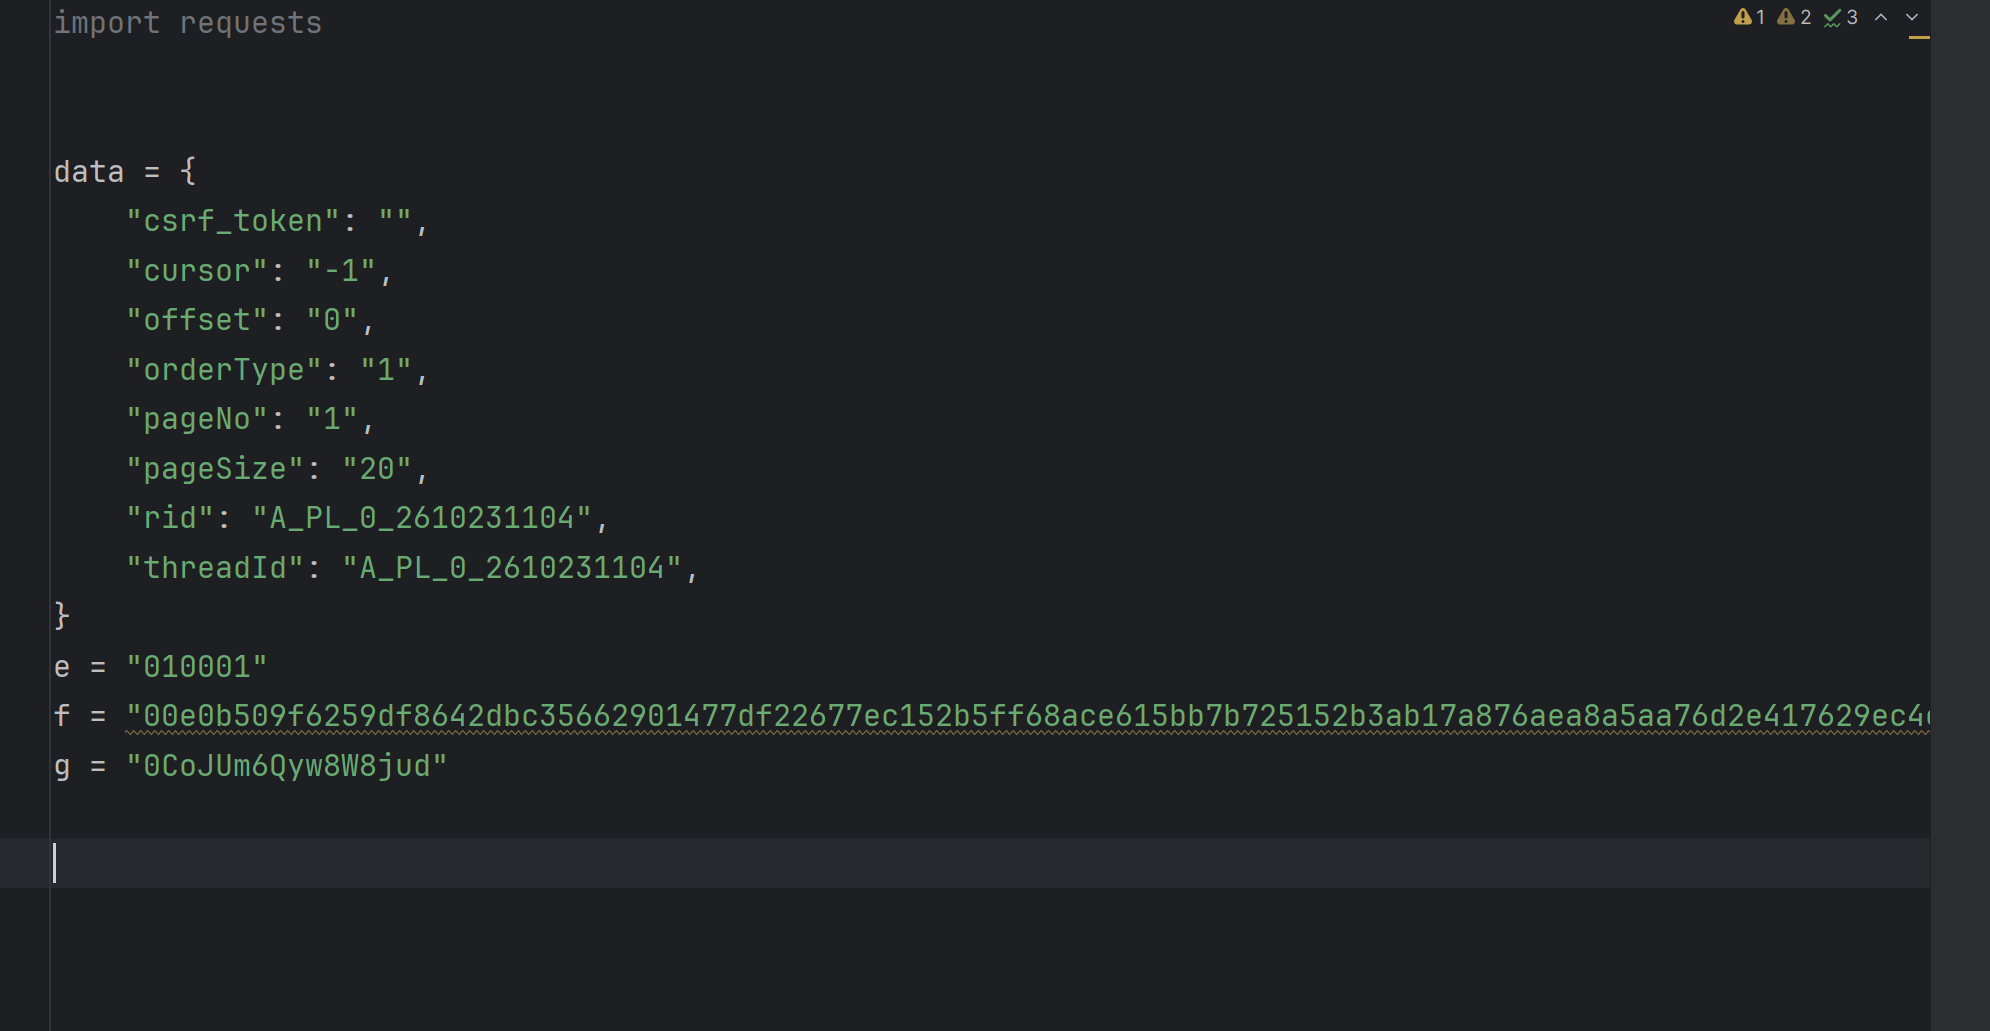 import requests
1 2 3
data = {
"csrf_token": "",
"cursor": "-1",
"offset": "0",
"orderType": "1",
"pageNo": "1",
"pageSize": "20",
"rid": "A_PL_0_2610231104",
"threadId": "A_PL_0_2610231104",
}
e = "010001"
f = "00e0b509f6259df8642dbc35662901477df22677ec152b5ff68ace615bb7b725152b3ab17a876aea8a5aa76d2e417629ec4
g = "0CoJUm6Qyw8W8jud"